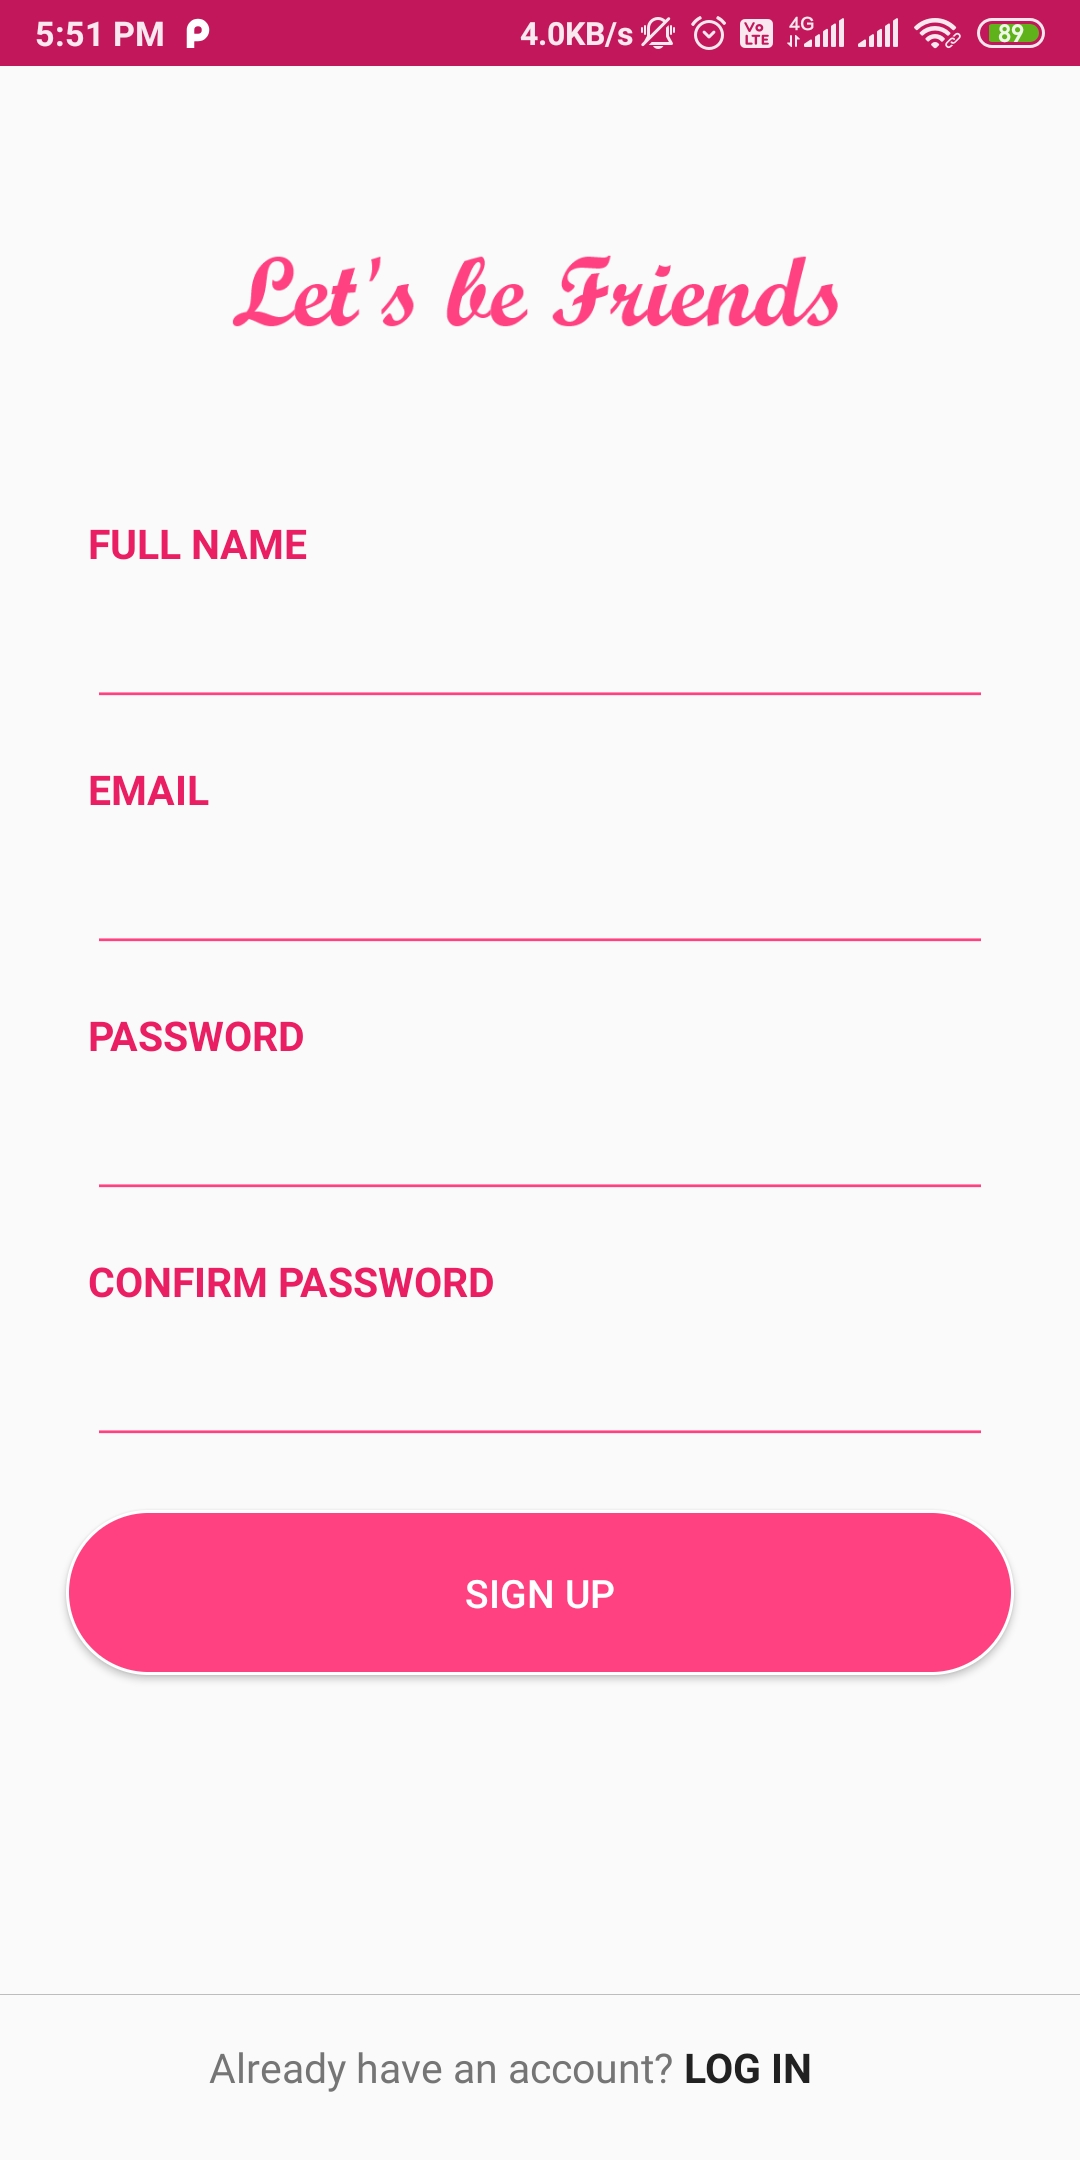 5:51 PM 4.0KB/s Vo LTE 4G 89
Let's be Friends
FULL NAME
EMAIL
PASSWORD
CONFIRM PASSWORD
SIGN UP
Already have an account? LOG IN